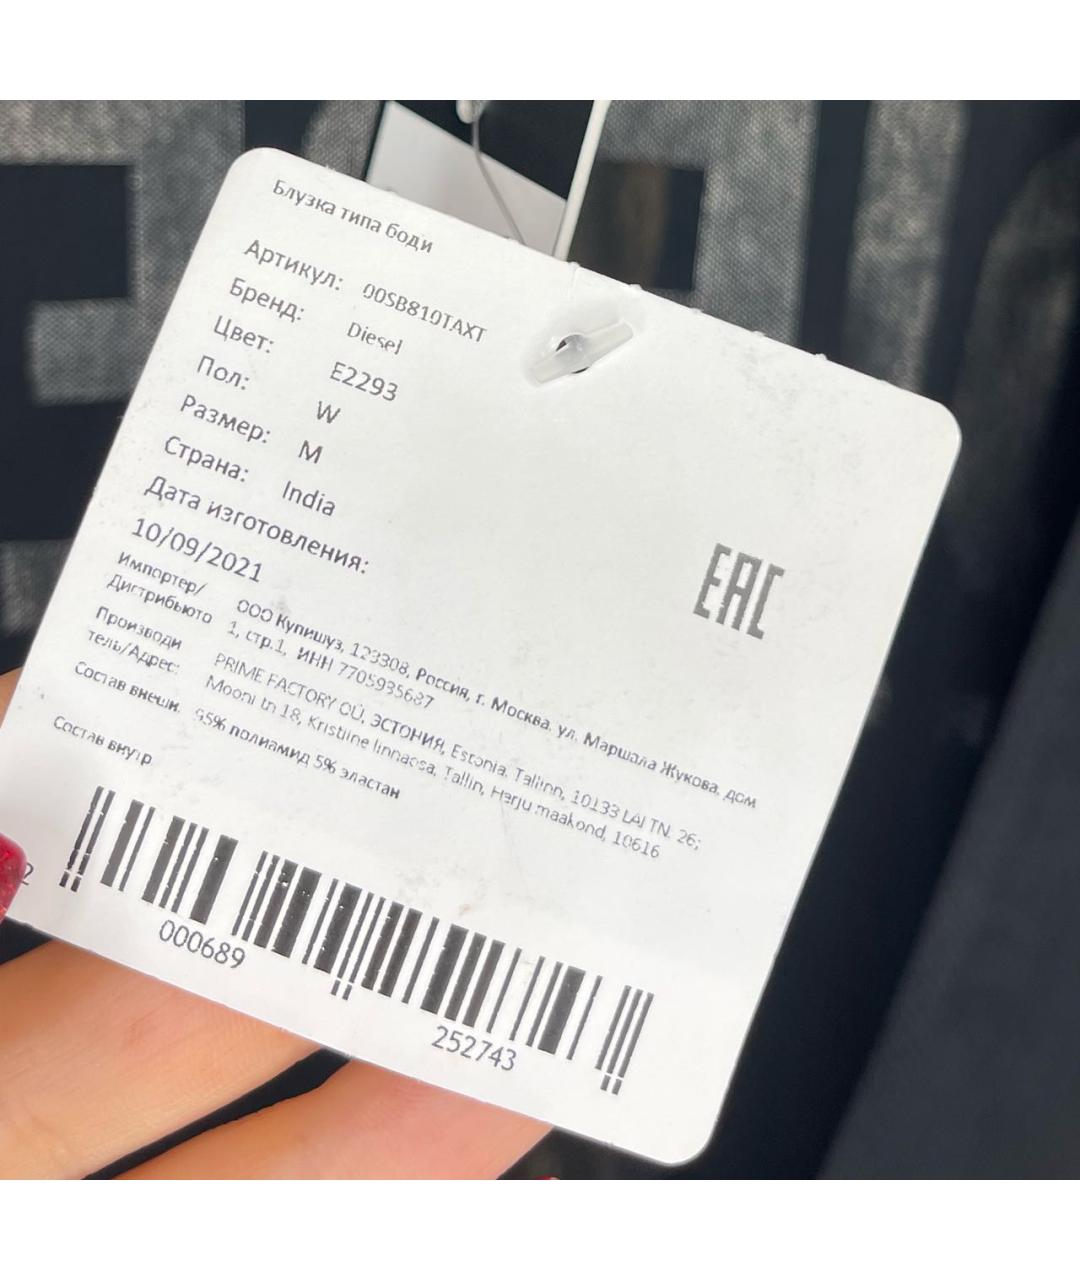 Блузка типа боди
Артикул: 00SB810TAXT
Бренд: Diesel
Цвет: E2293
Пол: W
Размер: M
Страна: India
Дата изготовления:
10/09/2021
Импортер/ ООО Купишуз, 123308, Россия, г. Москва, ул. Маршала Жукова, дом
Дистрибьюто 1, стр.1, ИНН 7705935687
Производи PRIME FACTORY OÜ, ЭСТОНИЯ, Estonia, Tallinn, 10133 LAI TN. 26;
тель/Адрес: Mooni tn 18, Kristiine linnaosa, Tallin, Harju maakond, 10616
Состав внешн. 95% полиамид 5% эластан
Состав внутр
EAC
2 000689 252743